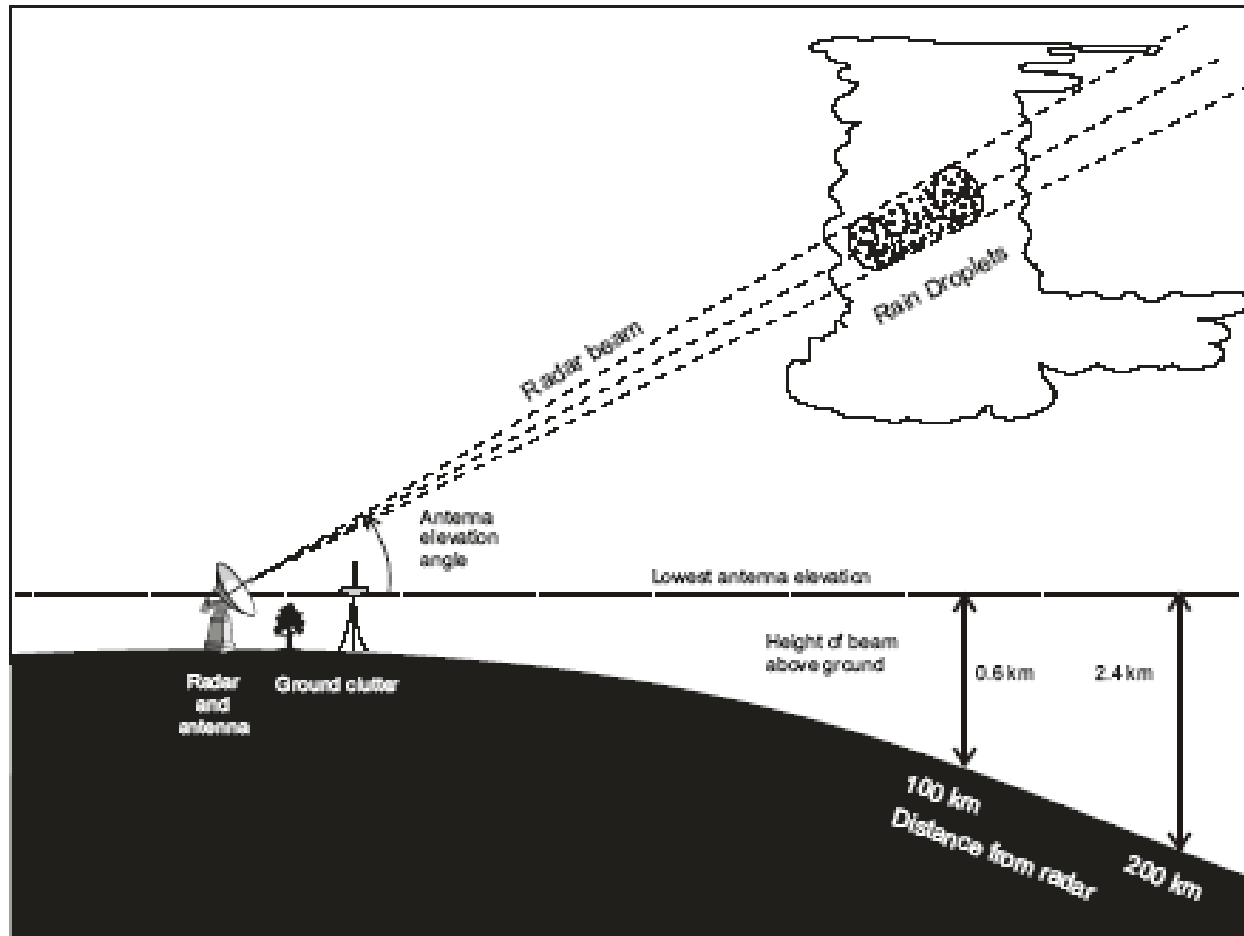 Radar beam
Rain Droplets
Antenna
elevation
angle
Lowest antenna elevation
Height of beam
above ground
0.6 km
2.4 km
Radar
and
antenna
Ground clutter
100 km
200 km
Distance from radar